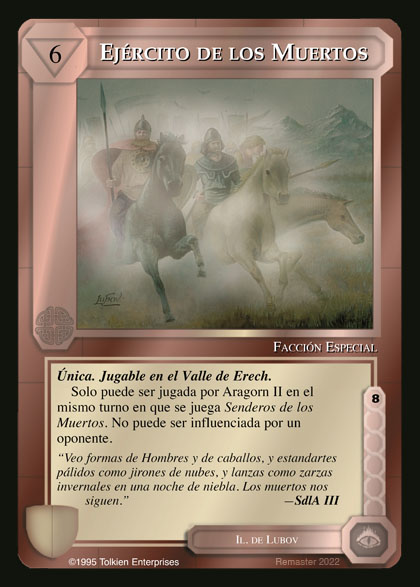 6
Ejército de los Muertos
Lubov
Facción Especial
Única. Jugable en el Valle de Erech.
Solo puede ser jugada por Aragorn II en el
mismo turno en que se juega Senderos de los
Muertos. No puede ser influenciada por un
oponente.
“Veo formas de Hombres y de caballos, y estandartes
pálidos como jirones de nubes, y lanzas como zarzas
invernales en una noche de niebla. Los muertos nos
siguen.” –SdlA III
8
Il. de Lubov
©1995 Tolkien Enterprises
Remaster 2022